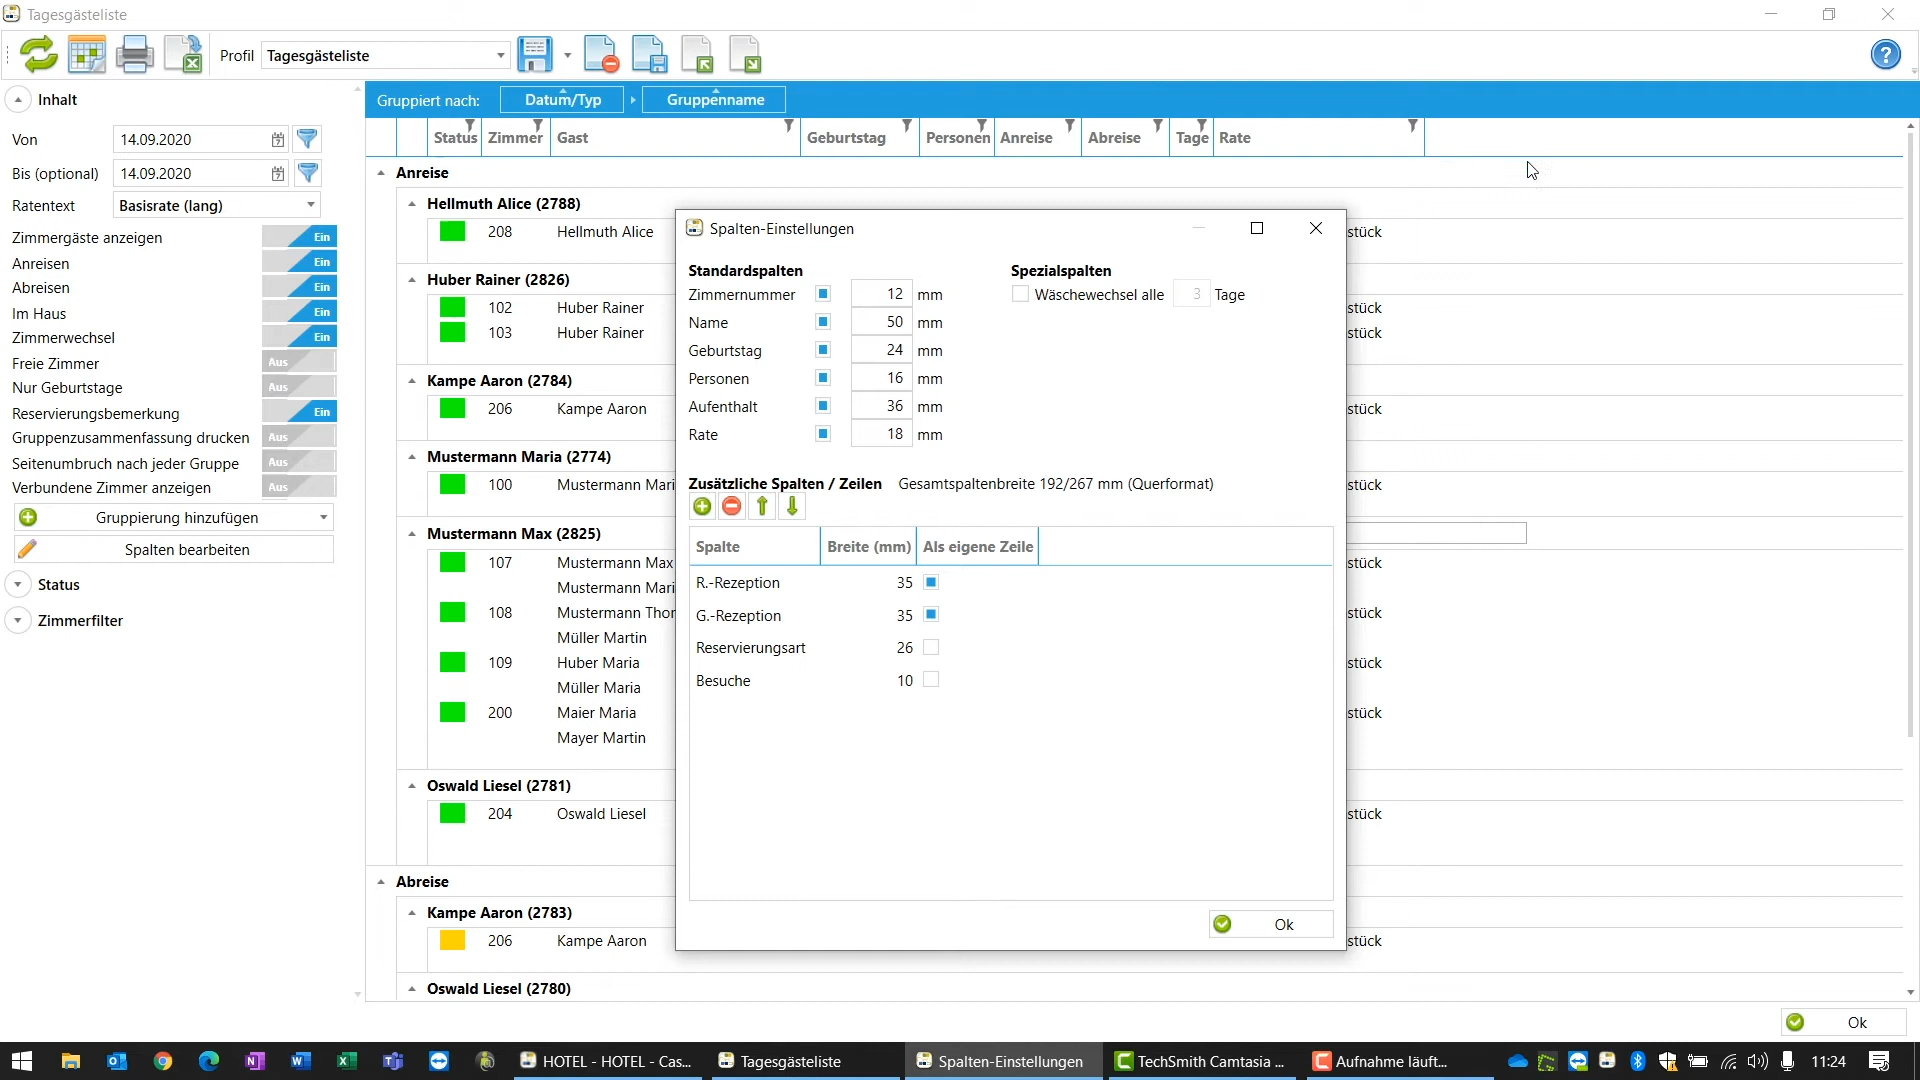 Tagesgästeliste
Profil Tagesgästeliste
Inhalt
Von 14.09.2020
Bis (optional) 14.09.2020
Ratentext Basisrate (lang)
Zimmergäste anzeigen Ein
Anreisen Ein
Abreisen Ein
Im Haus Ein
Zimmerwechsel Ein
Freie Zimmer Aus
Nur Geburtstage Aus
Reservierungsbemerkung Ein
Gruppenzusammenfassung drucken Aus
Seitenumbruch nach jeder Gruppe Aus
Verbundene Zimmer anzeigen Aus
Gruppierung hinzufügen
Spalten bearbeiten
Status
Zimmerfilter
Gruppiert nach: Datum/Typ Gruppenname
Status Zimmer Gast Geburtstag Personen Anreise Abreise Tage Rate
Anreise
Hellmuth Alice (2788)
208 Hellmuth Alice stück
Huber Rainer (2826)
102 Huber Rainer stück
103 Huber Rainer stück
Kampe Aaron (2784)
206 Kampe Aaron stück
Mustermann Maria (2774)
100 Mustermann Mari stück
Mustermann Max (2825)
107 Mustermann Max stück
Mustermann Mari
108 Mustermann Thor stück
Müller Martin
109 Huber Maria stück
Müller Maria
200 Maier Maria stück
Mayer Martin
Oswald Liesel (2781)
204 Oswald Liesel stück
Abreise
Kampe Aaron (2783)
206 Kampe Aaron stück
Oswald Liesel (2780)
Spalten-Einstellungen
Standardspalten Spezialspalten
Zimmernummer 12 mm Wäschewechsel alle 3 Tage
Name 50 mm
Geburtstag 24 mm
Personen 16 mm
Aufenthalt 36 mm
Rate 18 mm
Zusätzliche Spalten / Zeilen Gesamtspaltenbreite 192/267 mm (Querformat)
Spalte Breite (mm) Als eigene Zeile
R.-Rezeption 35
G.-Rezeption 35
Reservierungsart 26
Besuche 10
Ok
Ok
HOTEL - HOTEL - Cas... Tagesgästeliste Spalten-Einstellungen TechSmith Camtasia ... Aufnahme läuft... 11:24